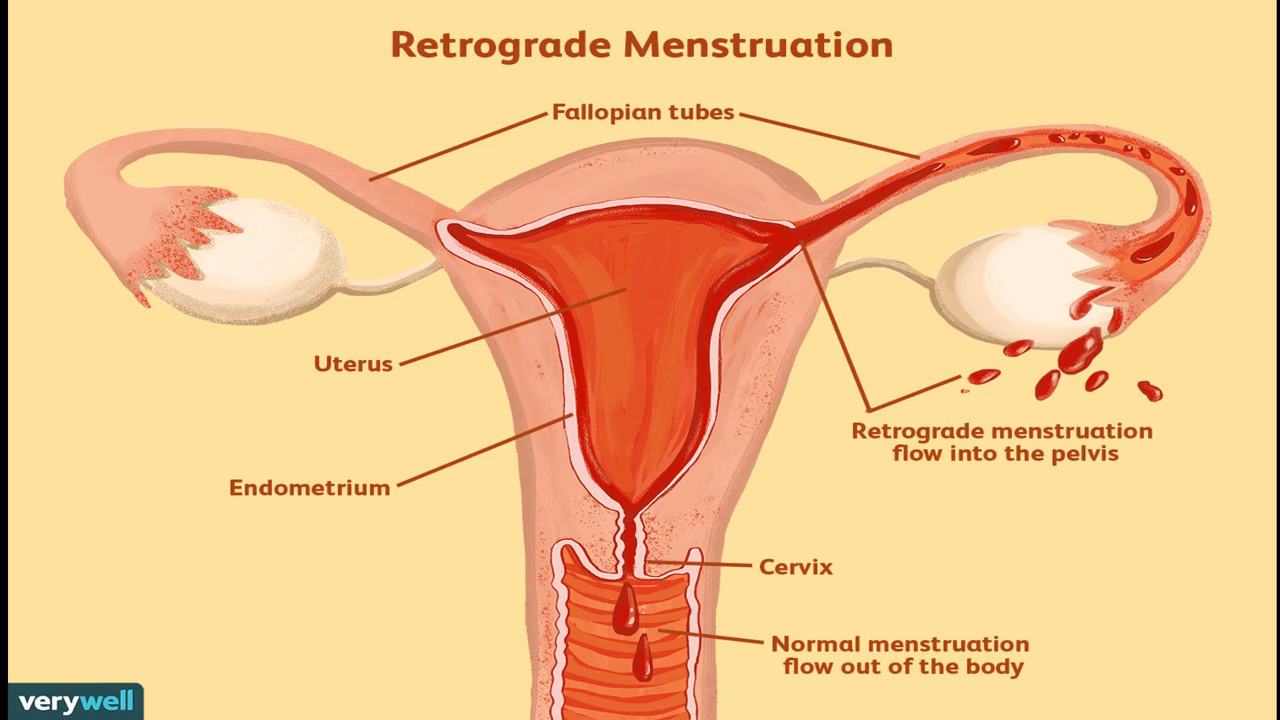 Retrograde Menstruation
Fallopian tubes
Uterus
Retrograde menstruation
flow into the pelvis
Endometrium
Cervix
Normal menstruation
flow out of the body
verywell